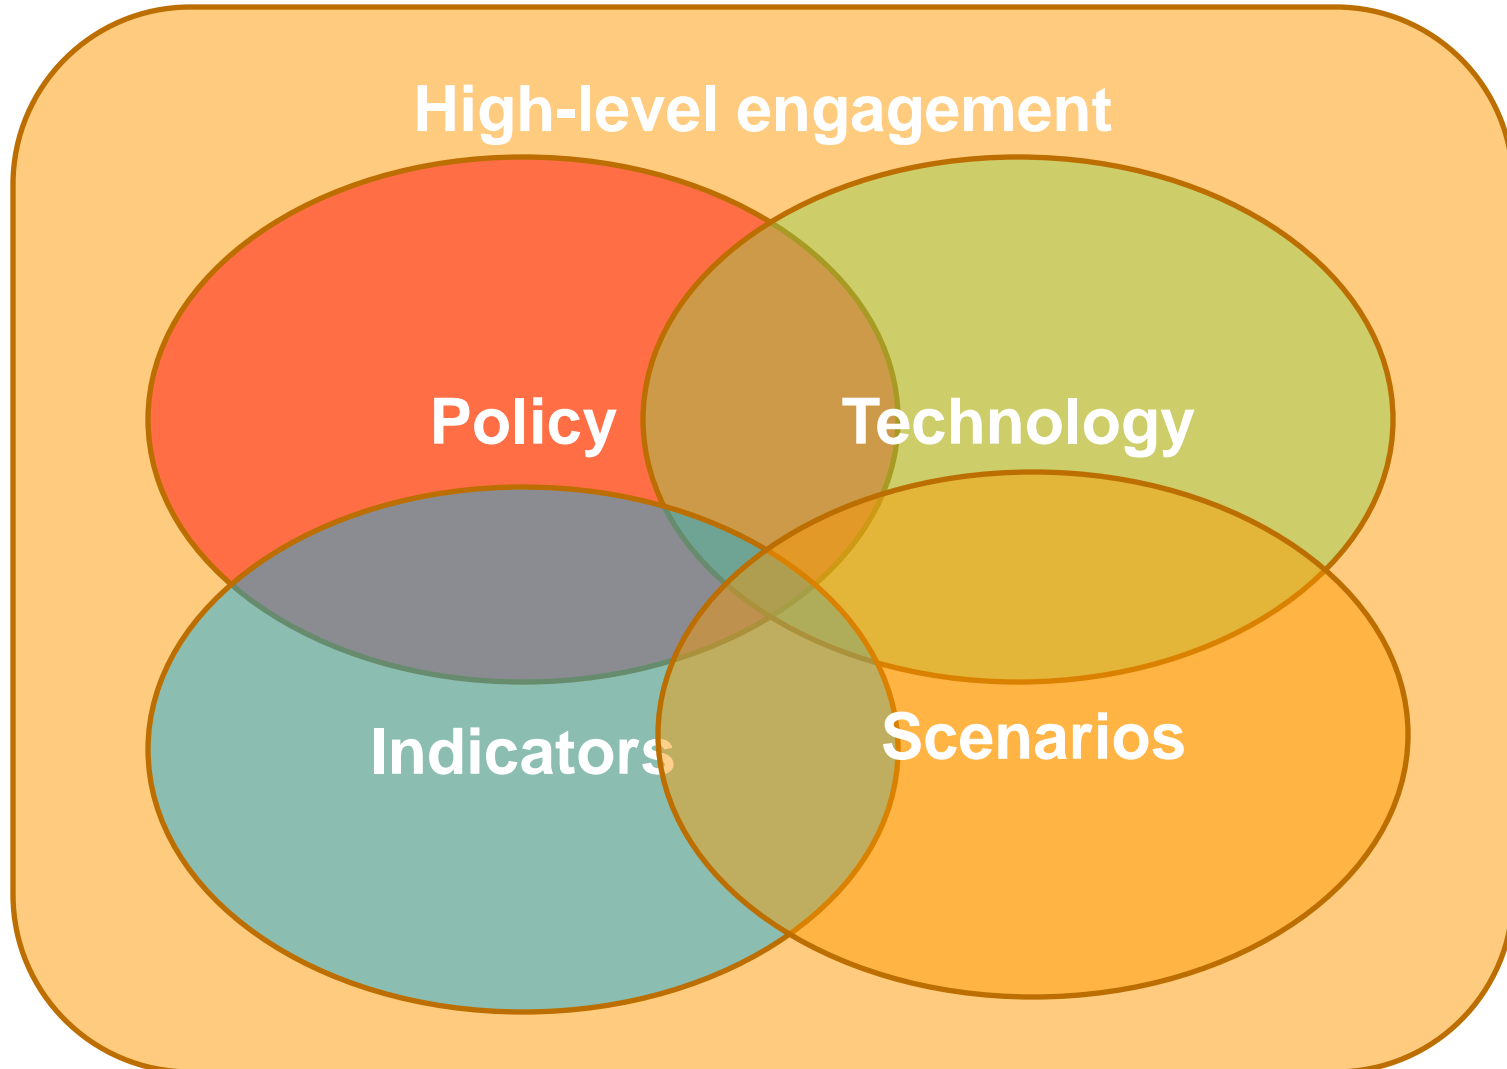 High-level engagement
Policy
Technology
Indicators
Scenarios